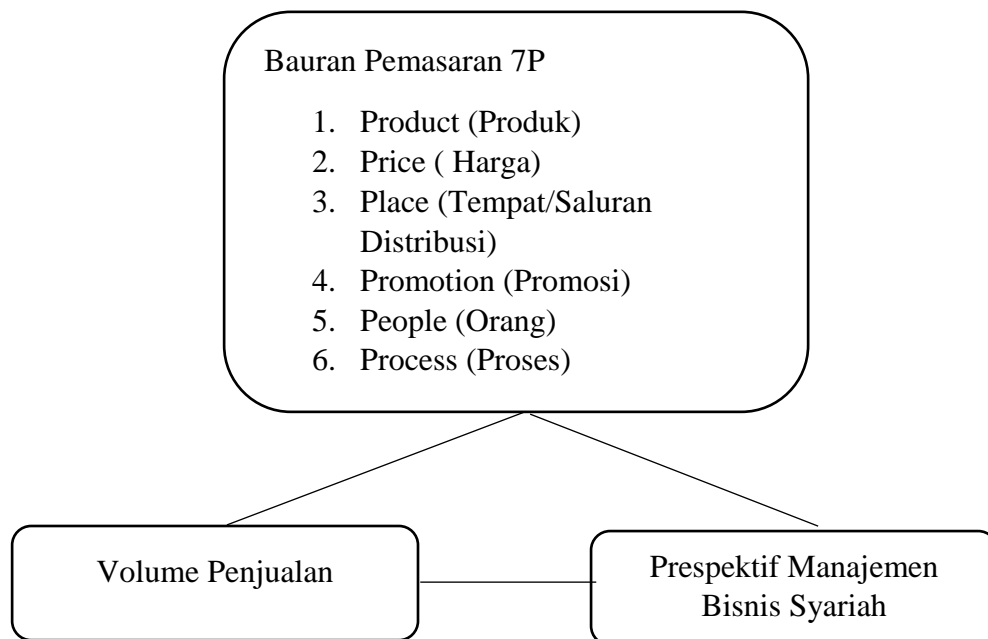 Bauran Pemasaran 7P
1. Product (Produk)
2. Price ( Harga)
3. Place (Tempat/Saluran
Distribusi)
4. Promotion (Promosi)
5. People (Orang)
6. Process (Proses)
Volume Penjualan
Prespektif Manajemen
Bisnis Syariah